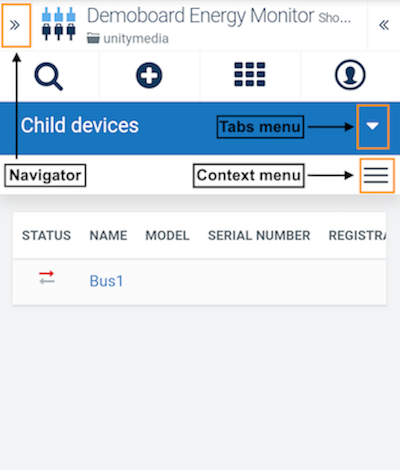 Demoboard Energy Monitor Sho...
unitymedia
Child devices
Tabs menu
Navigator
Context menu
STATUS NAME MODEL SERIAL NUMBER REGISTRA
Bus1